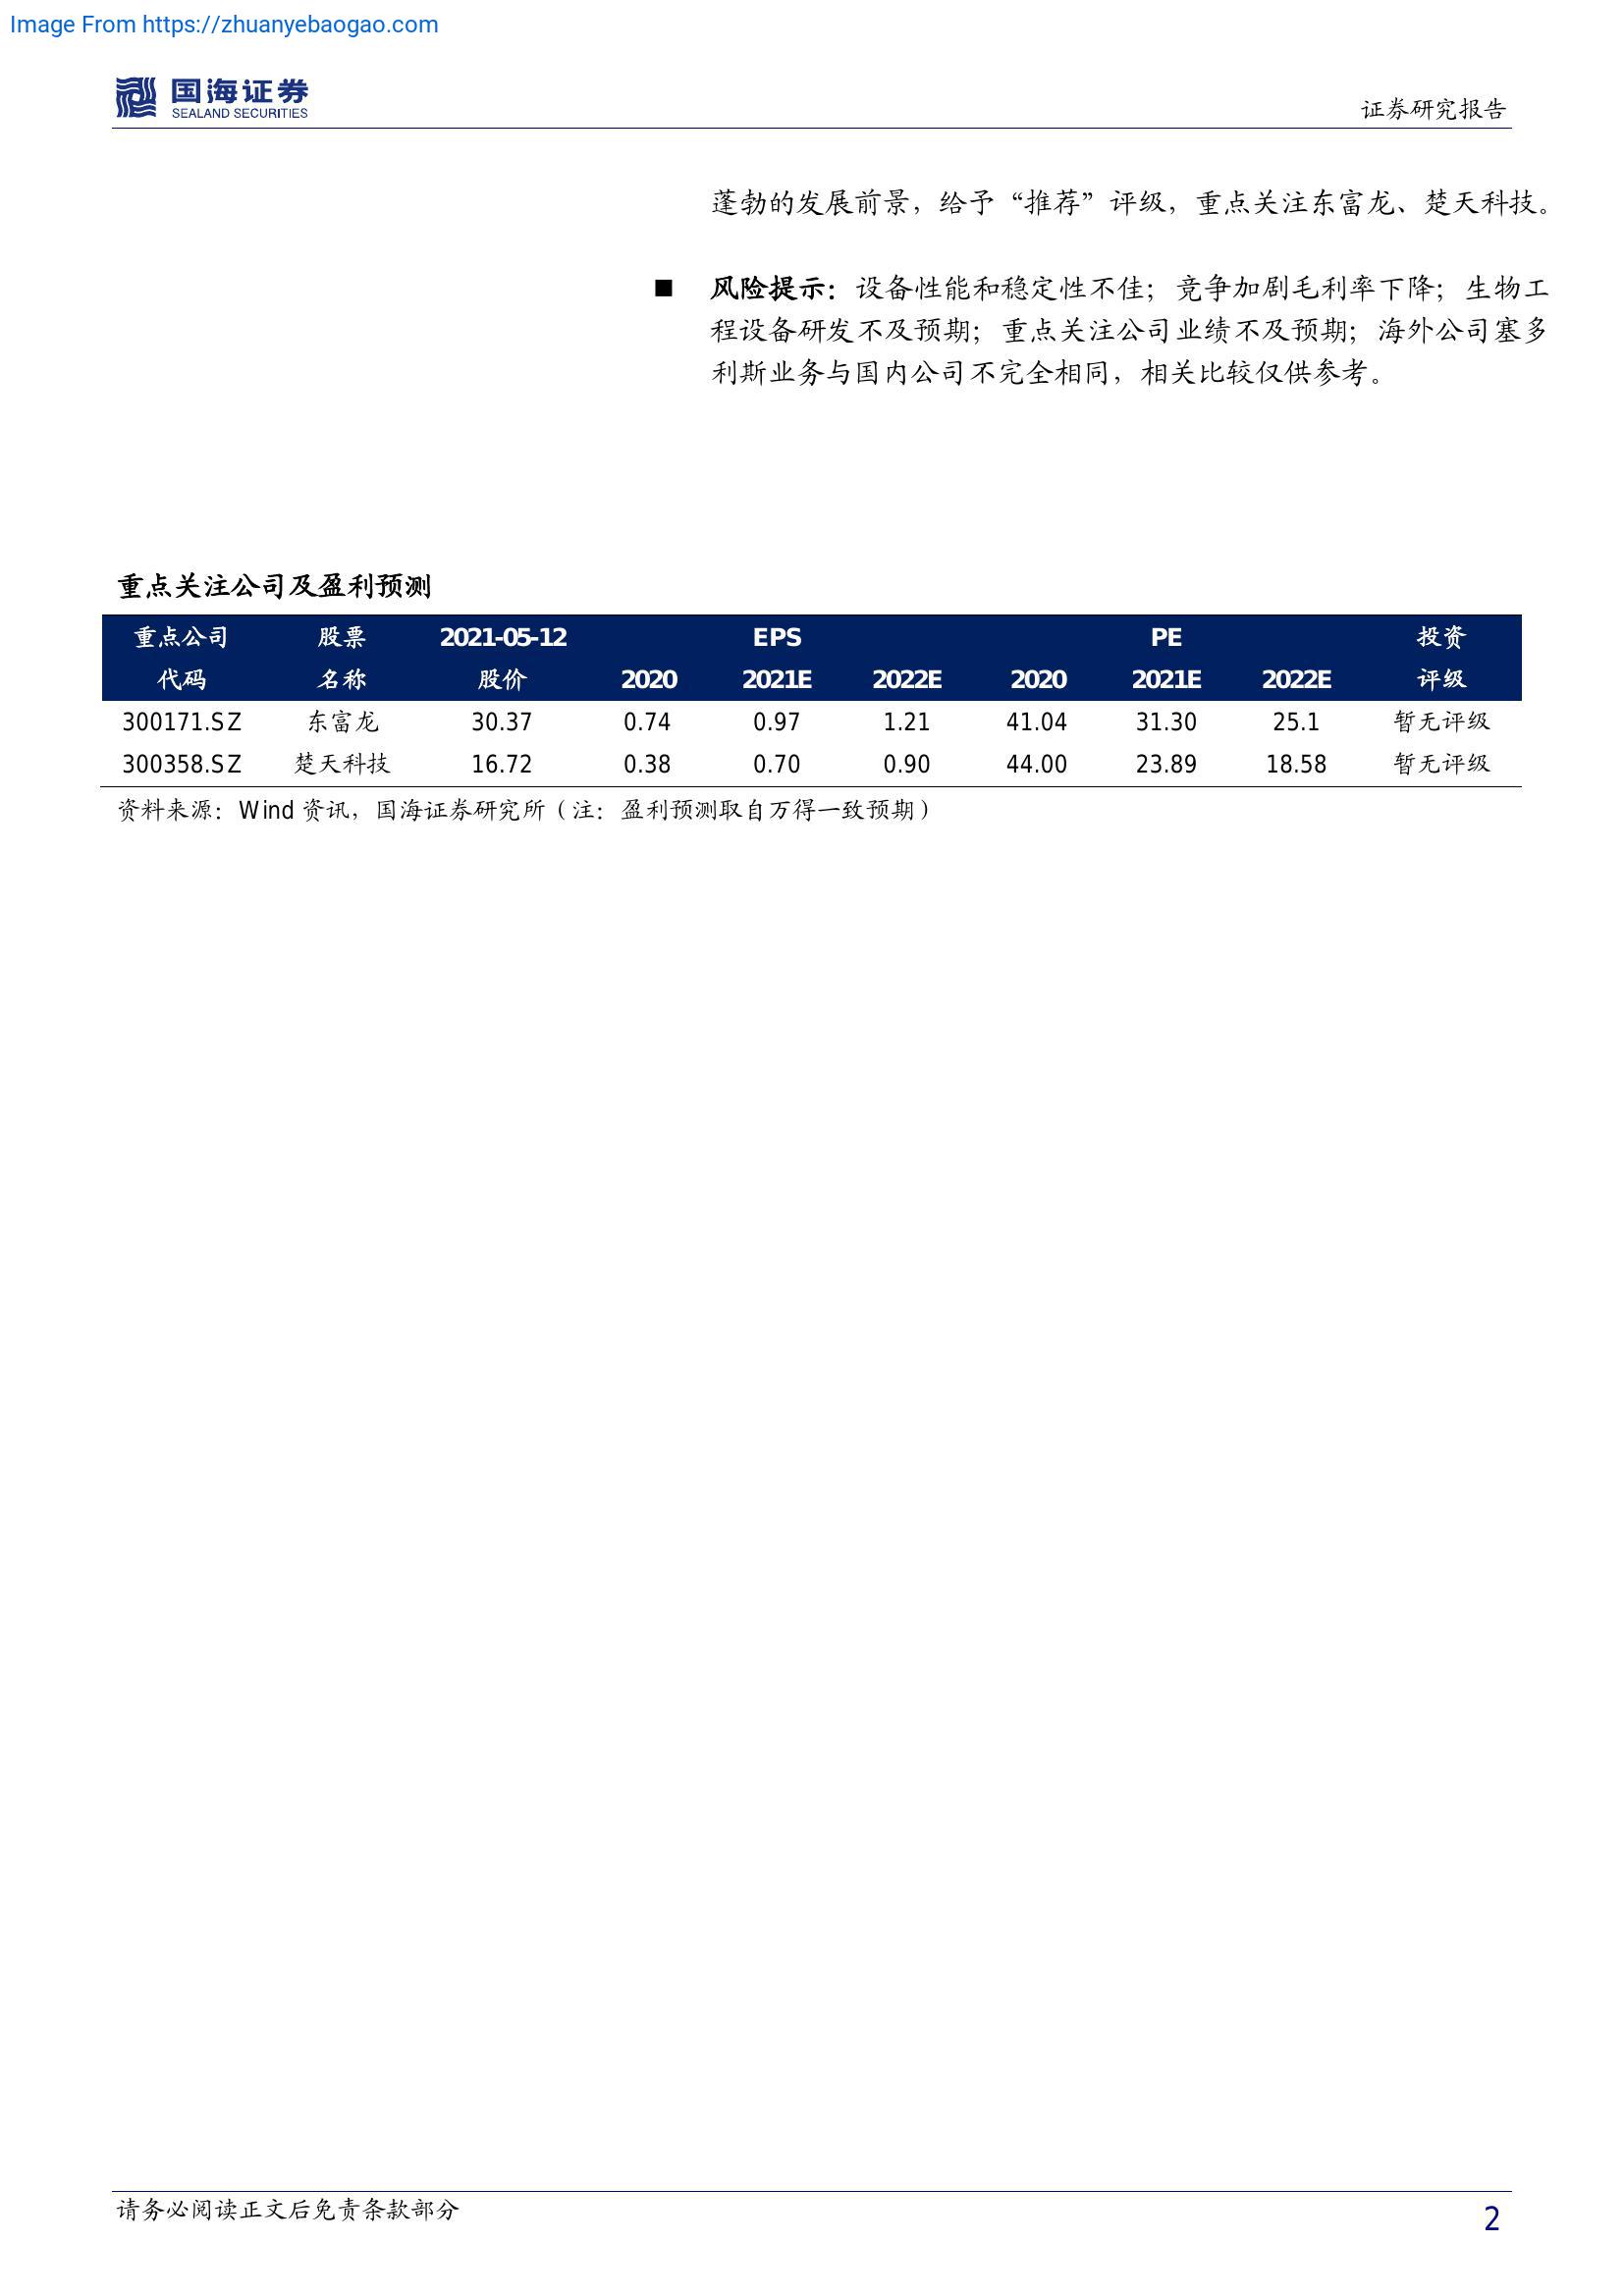 Image From https://zhuanyebaogao.com
国海证券
SEALAND SECURITIES
证券研究报告
蓬勃的发展前景，给予“推荐”评级，重点关注东富龙、楚天科技。
■ 风险提示：设备性能和稳定性不佳；竞争加剧毛利率下降；生物工
程设备研发不及预期；重点关注公司业绩不及预期；海外公司塞多
利斯业务与国内公司不完全相同，相关比较仅供参考。
重点关注公司及盈利预测
重点公司 股票 2021-05-12 EPS PE 投资
代码 名称 股价 2020 2021E 2022E 2020 2021E 2022E 评级
300171.SZ 东富龙 30.37 0.74 0.97 1.21 41.04 31.30 25.1 暂无评级
300358.SZ 楚天科技 16.72 0.38 0.70 0.90 44.00 23.89 18.58 暂无评级
资料来源：Wind 资讯，国海证券研究所（注：盈利预测取自万得一致预期）
请务必阅读正文后免责条款部分
2